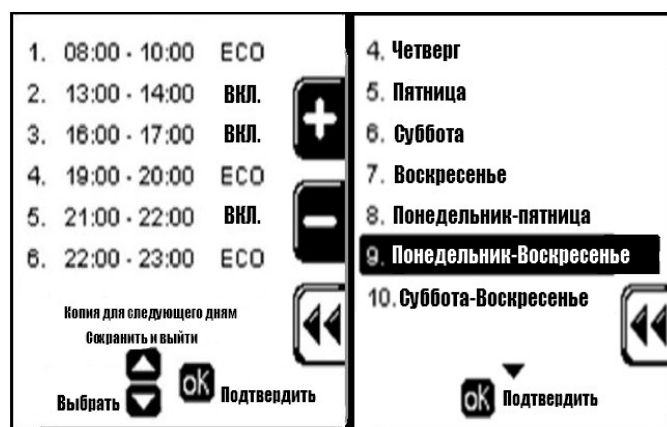 1. 08:00 - 10:00 ECO
2. 13:00 - 14:00 ВКЛ.
3. 16:00 - 17:00 ВКЛ.
4. 19:00 - 20:00 ECO
5. 21:00 - 22:00 ВКЛ.
6. 22:00 - 23:00 ECO
Копия для следующего дням
Сохранить и выйти
Выбрать
oK Подтвердить
4. Четверг
5. Пятница
6. Суббота
7. Воскресенье
8. Понедельник-пятница
9. Понедельник-Воскресенье
10. Суббота-Воскресенье
oK Подтвердить